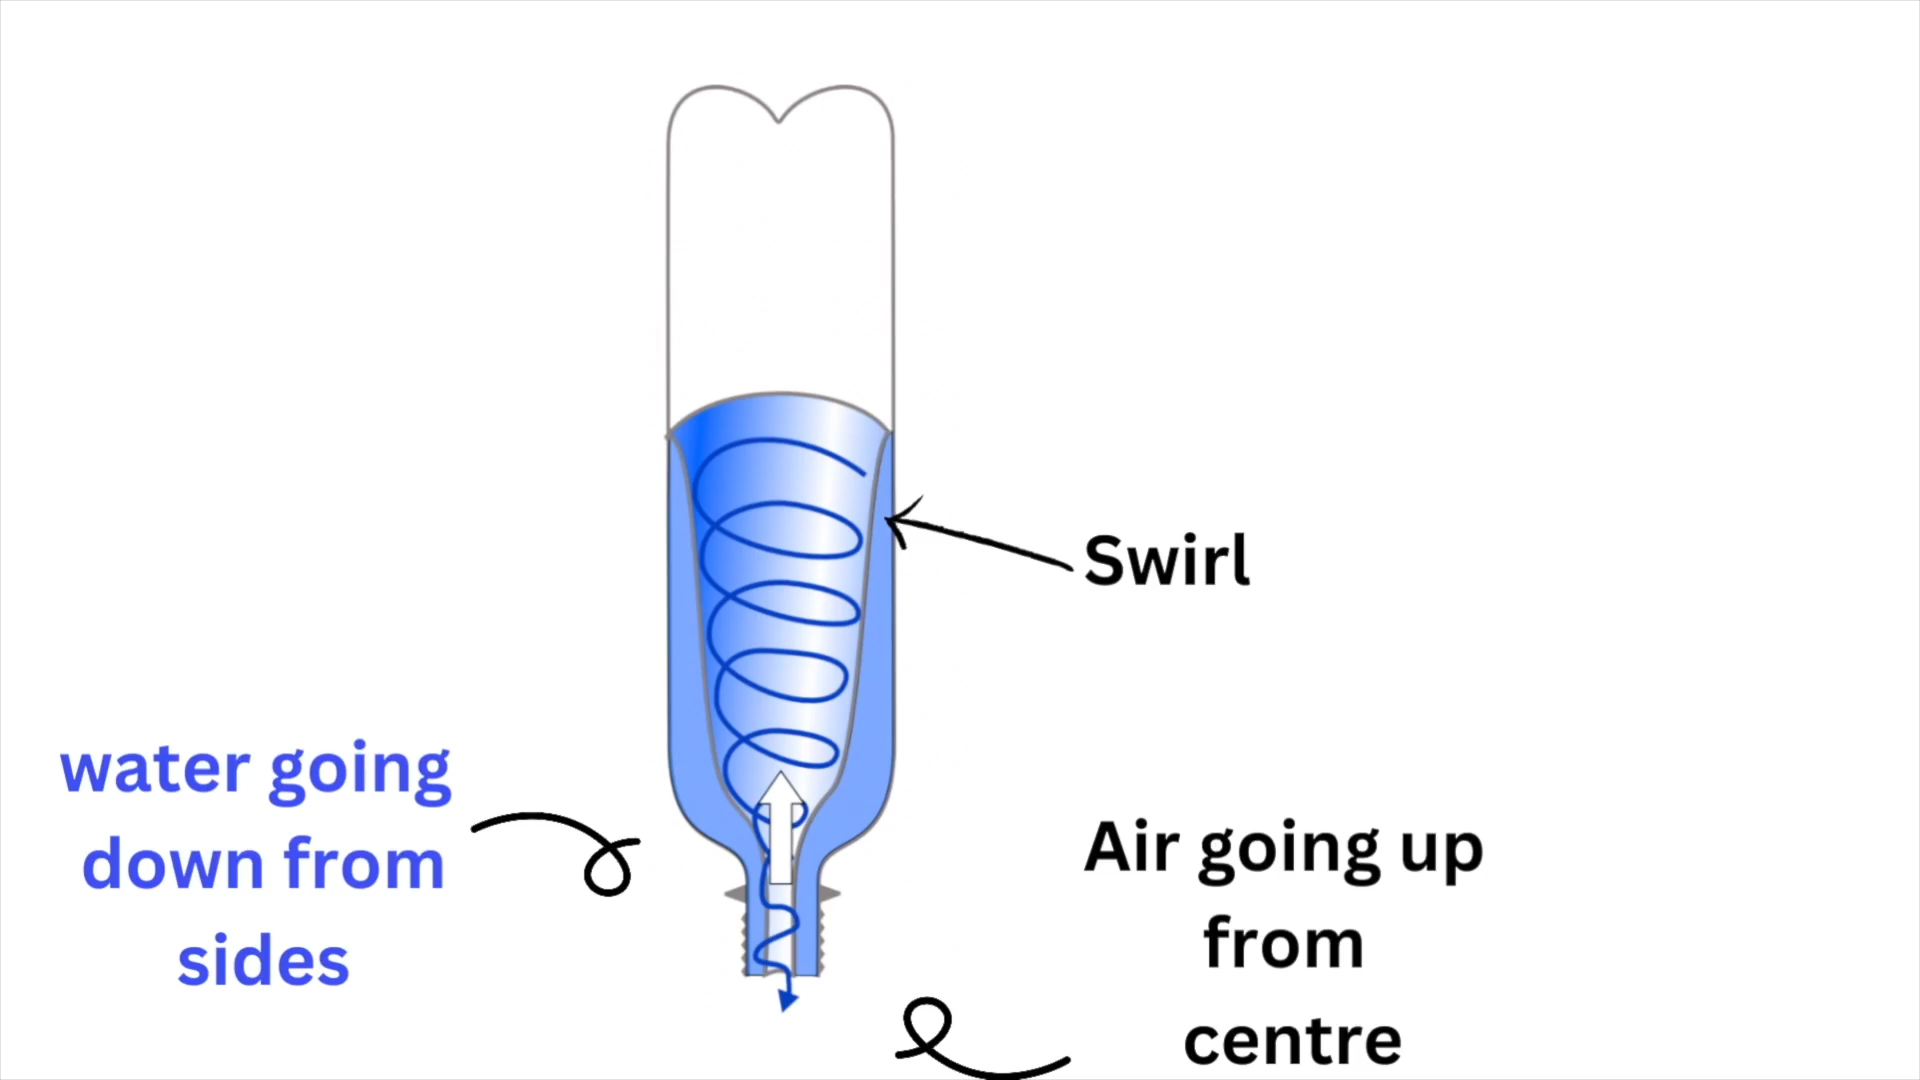 Swirl
water going
down from
sides
Air going up
from
centre